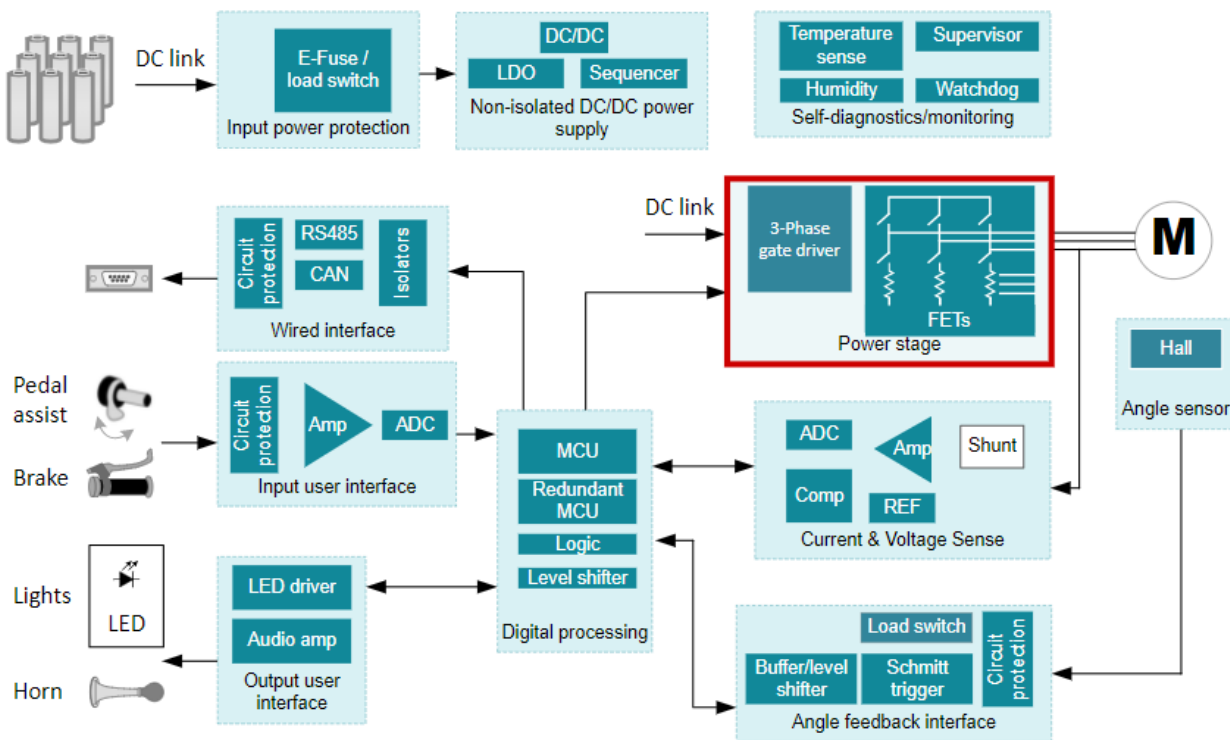 DC link
E-Fuse /
load switch
Input power protection
DC/DC
LDO
Sequencer
Non-isolated DC/DC power
supply
Temperature
sense
Supervisor
Humidity
Watchdog
Self-diagnostics/monitoring
Circuit
protection
RS485
CAN
Isolators
Wired interface
DC link
3-Phase
gate driver
FETs
Power stage
M
Hall
Angle sensor
Pedal
assist
Brake
Circuit
protection
Amp
ADC
Input user interface
MCU
Redundant
MCU
Logic
Level shifter
Digital processing
ADC
Amp
Shunt
Comp
REF
Current & Voltage Sense
Lights
LED
Horn
LED driver
Audio amp
Output user
interface
Load switch
Buffer/level
shifter
Schmitt
trigger
Circuit
protection
Angle feedback interface